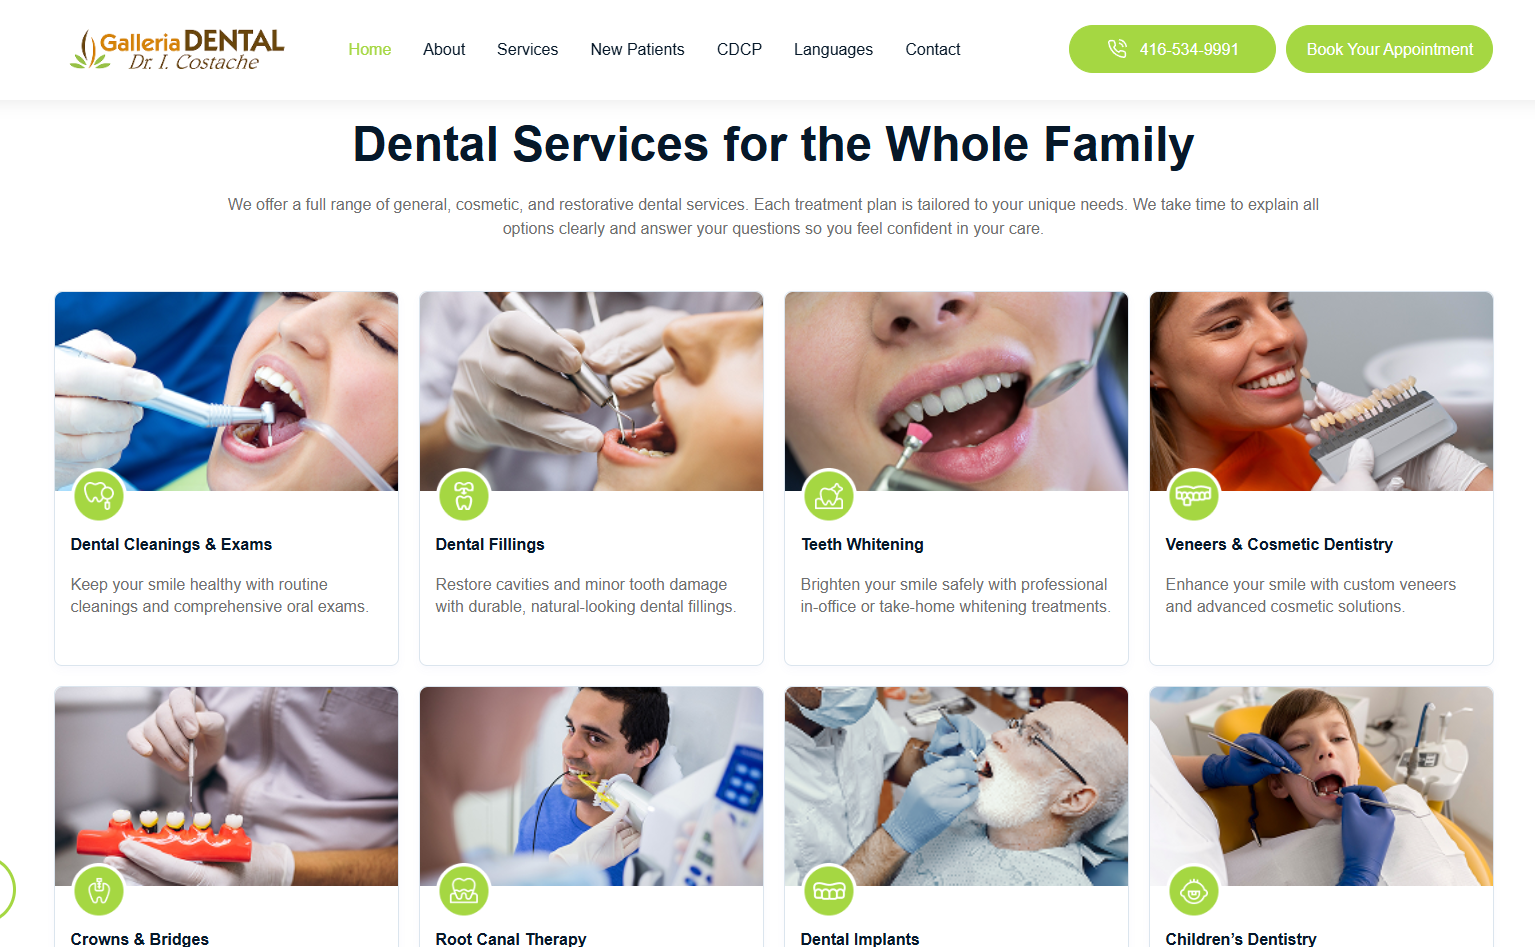 Galleria DENTAL
Dr. I. Costache
Home
About
Services
New Patients
CDCP
Languages
Contact
416-534-9991
Book Your Appointment
Dental Services for the Whole Family
We offer a full range of general, cosmetic, and restorative dental services. Each treatment plan is tailored to your unique needs. We take time to explain all
options clearly and answer your questions so you feel confident in your care.
Dental Cleanings & Exams
Keep your smile healthy with routine
cleanings and comprehensive oral exams.
Dental Fillings
Restore cavities and minor tooth damage
with durable, natural-looking dental fillings.
Teeth Whitening
Brighten your smile safely with professional
in-office or take-home whitening treatments.
Veneers & Cosmetic Dentistry
Enhance your smile with custom veneers
and advanced cosmetic solutions.
Crowns & Bridges
Root Canal Therapy
Dental Implants
Children’s Dentistry